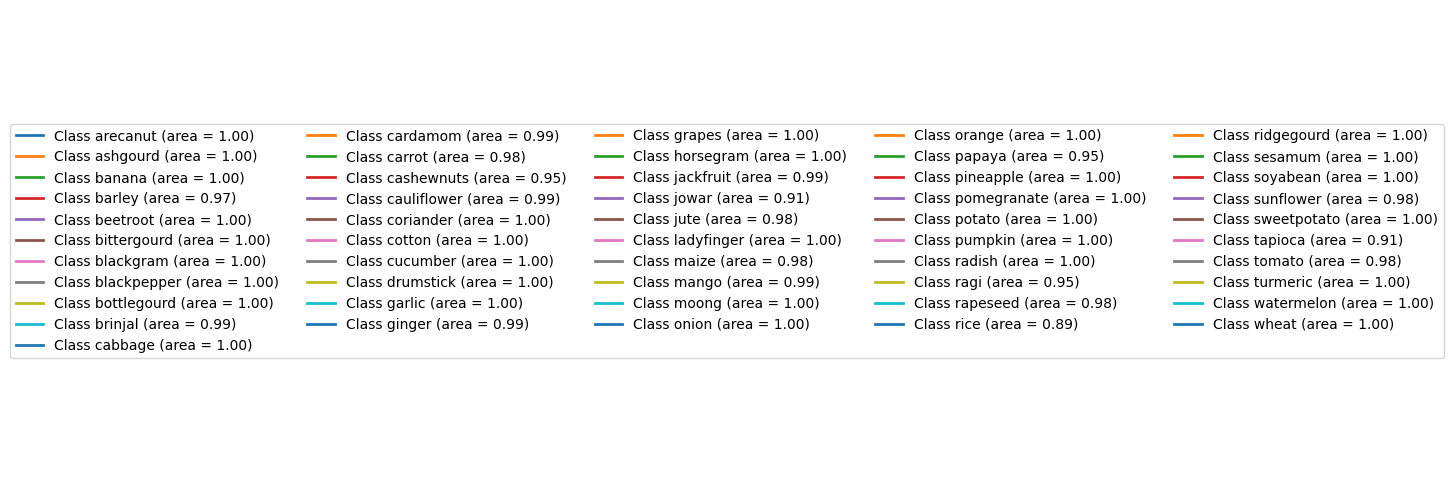 Class arecanut (area = 1.00)
Class ashgourd (area = 1.00)
Class banana (area = 1.00)
Class barley (area = 0.97)
Class beetroot (area = 1.00)
Class bittergourd (area = 1.00)
Class blackgram (area = 1.00)
Class blackpepper (area = 1.00)
Class bottlegourd (area = 1.00)
Class brinjal (area = 0.99)
Class cabbage (area = 1.00)
Class cardamom (area = 0.99)
Class carrot (area = 0.98)
Class cashewnuts (area = 0.95)
Class cauliflower (area = 0.99)
Class coriander (area = 1.00)
Class cotton (area = 1.00)
Class cucumber (area = 1.00)
Class drumstick (area = 1.00)
Class garlic (area = 1.00)
Class ginger (area = 0.99)
Class grapes (area = 1.00)
Class horsegram (area = 1.00)
Class jackfruit (area = 0.99)
Class jowar (area = 0.91)
Class jute (area = 0.98)
Class ladyfinger (area = 1.00)
Class maize (area = 0.98)
Class mango (area = 0.99)
Class moong (area = 1.00)
Class onion (area = 1.00)
Class orange (area = 1.00)
Class papaya (area = 0.95)
Class pineapple (area = 1.00)
Class pomegranate (area = 1.00)
Class potato (area = 1.00)
Class pumpkin (area = 1.00)
Class radish (area = 1.00)
Class ragi (area = 0.95)
Class rapeseed (area = 0.98)
Class rice (area = 0.89)
Class ridgegourd (area = 1.00)
Class sesamum (area = 1.00)
Class soyabean (area = 1.00)
Class sunflower (area = 0.98)
Class sweetpotato (area = 1.00)
Class tapioca (area = 0.91)
Class tomato (area = 0.98)
Class turmeric (area = 1.00)
Class watermelon (area = 1.00)
Class wheat (area = 1.00)